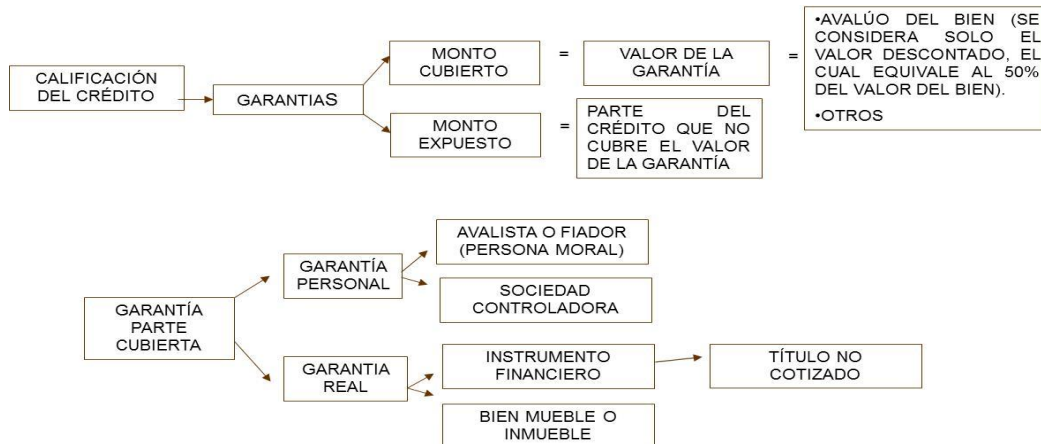 CALIFICACIÓN
DEL CRÉDITO
GARANTIAS
MONTO
CUBIERTO
=
VALOR DE LA
GARANTÍA
=
•AVALÚO DEL BIEN (SE
CONSIDERA SOLO EL
VALOR DESCONTADO, EL
CUAL EQUIVALE AL 50%
DEL VALOR DEL BIEN).
•OTROS
MONTO
EXPUESTO
=
PARTE DEL
CRÉDITO QUE NO
CUBRE EL VALOR
DE LA GARANTÍA
GARANTÍA
PARTE
CUBIERTA
GARANTÍA
PERSONAL
AVALISTA O FIADOR
(PERSONA MORAL)
SOCIEDAD
CONTROLADORA
GARANTIA
REAL
INSTRUMENTO
FINANCIERO
TÍTULO NO
COTIZADO
BIEN MUEBLE O
INMUEBLE